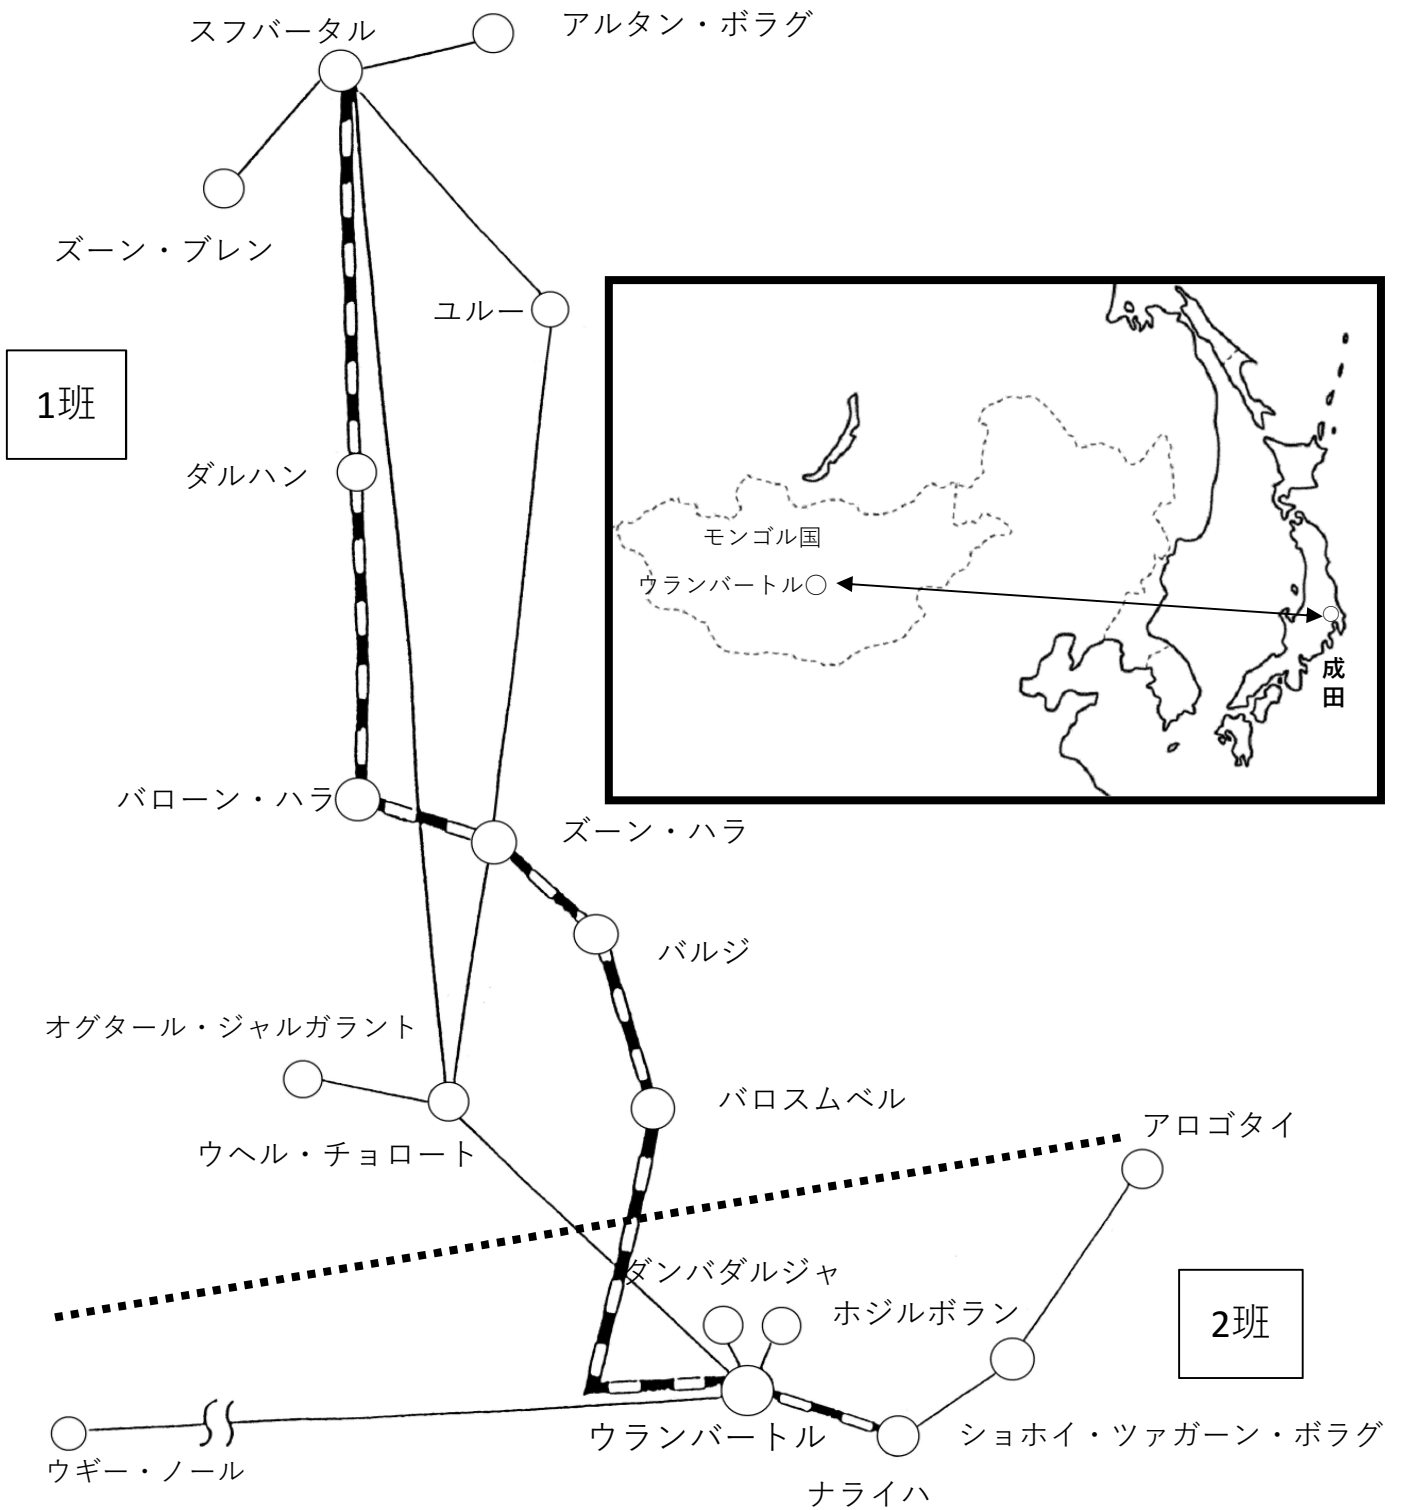 スフバータル
アルタン・ボラグ
ズーン・ブレン
ユルー
1班
ダルハン
モンゴル国
ウランバートル
成田
バローン・ハラ
ズーン・ハラ
バルジ
オグタール・ジャルガラント
バロスムベル
ウヘル・チョロート
アロゴタイ
ダンバダルジャ
ホジルボラン
2班
ウランバートル
ショホイ・ツァガーン・ボラグ
ウギー・ノール
ナライハ